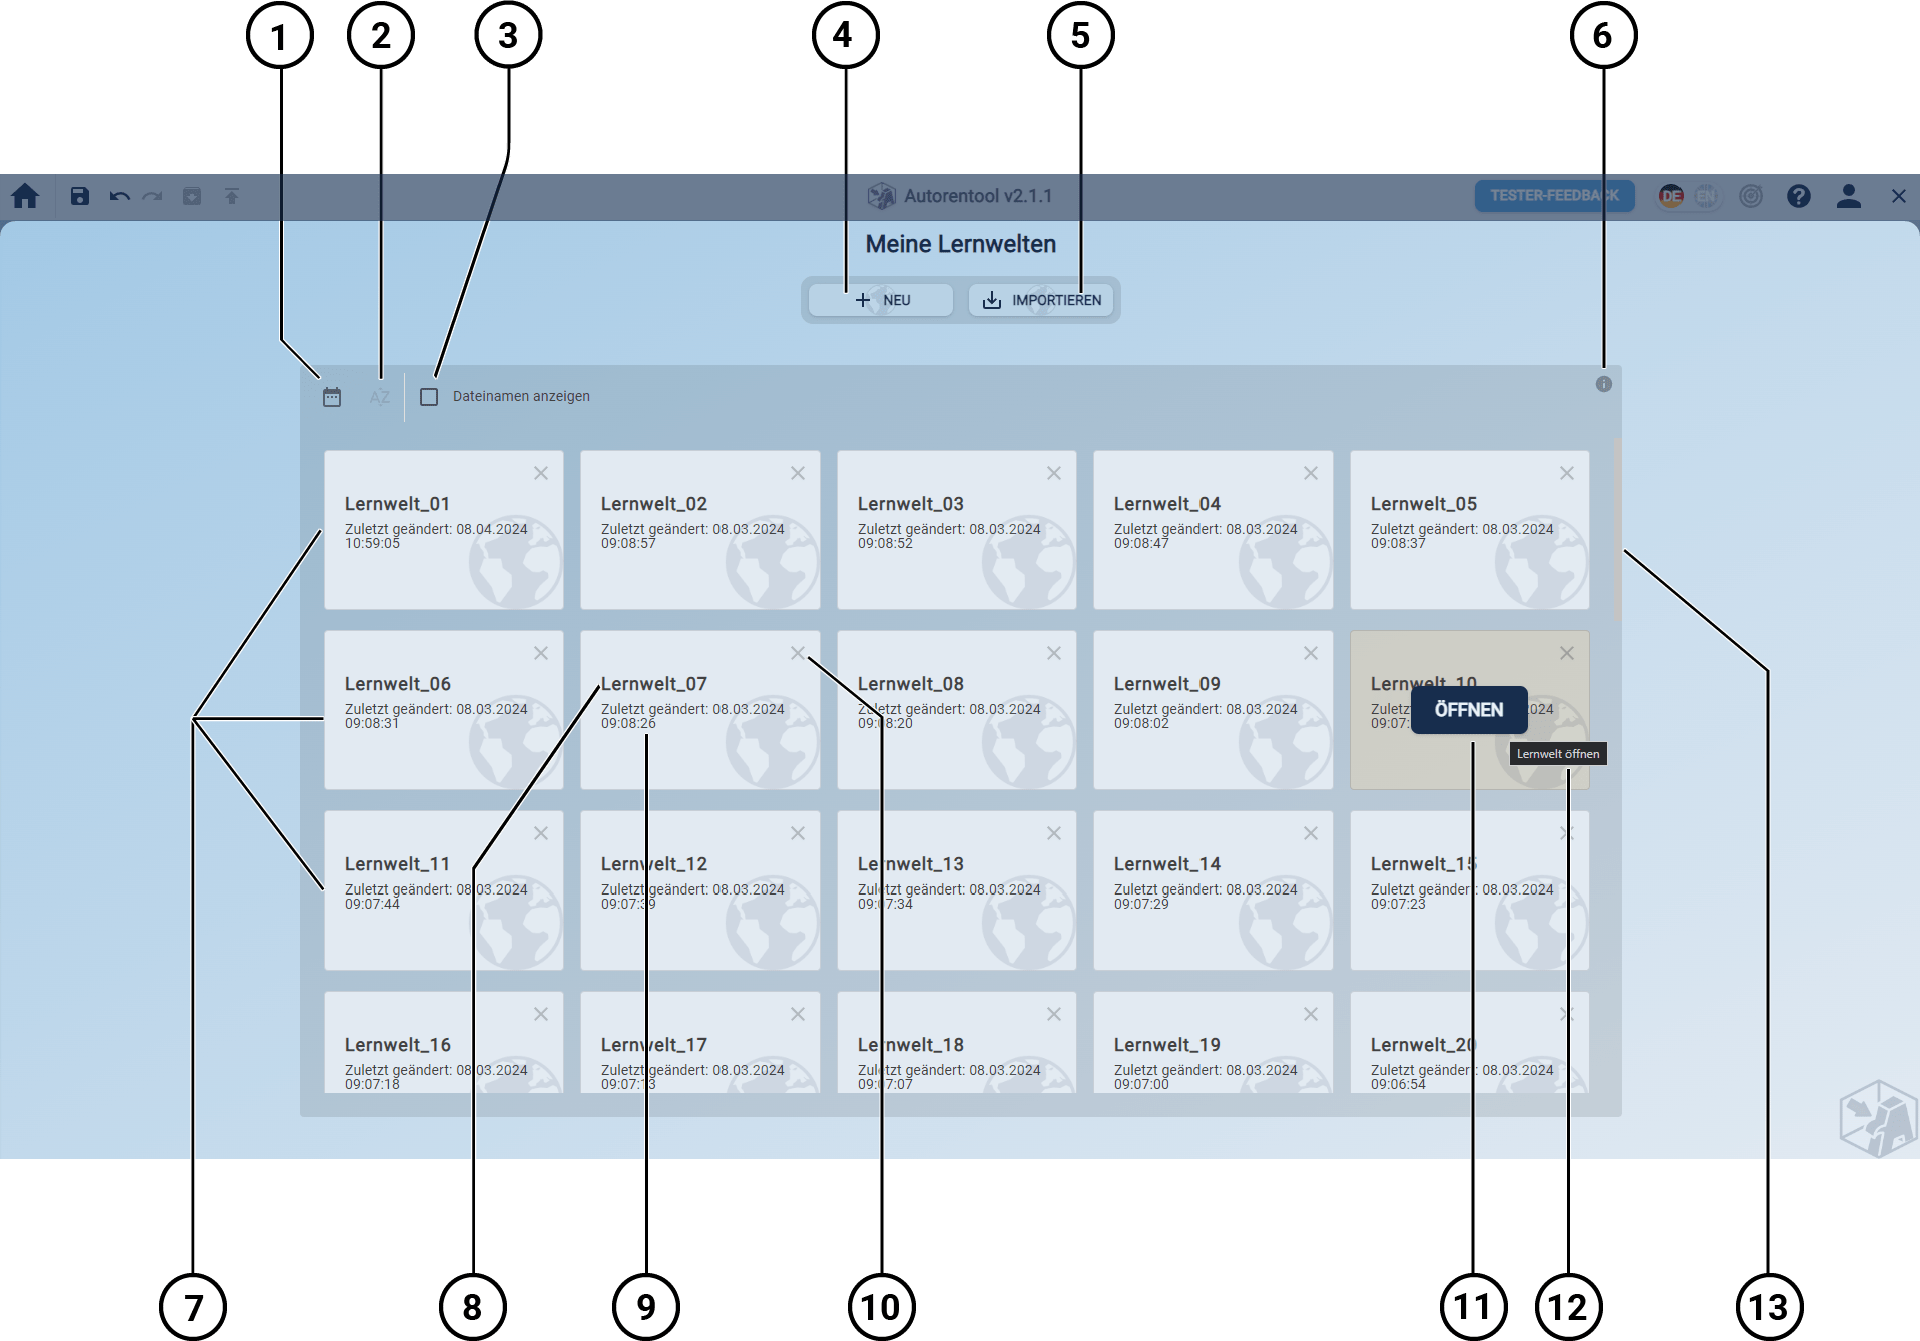 1 2 3 4 5 6
Autorentool v2.1.1 TESTER-FEEDBACK DE EN
Meine Lernwelten
NEU IMPORTIEREN
AZ Dateinamen anzeigen
Lernwelt_01
Zuletzt geändert: 08.04.2024
10:59:05
Lernwelt_02
Zuletzt geändert: 08.03.2024
09:08:57
Lernwelt_03
Zuletzt geändert: 08.03.2024
09:08:52
Lernwelt_04
Zuletzt geändert: 08.03.2024
09:08:47
Lernwelt_05
Zuletzt geändert: 08.03.2024
09:08:37
Lernwelt_06
Zuletzt geändert: 08.03.2024
09:08:31
Lernwelt_07
Zuletzt geändert: 08.03.2024
09:08:26
Lernwelt_08
Zuletzt geändert: 08.03.2024
09:08:20
Lernwelt_09
Zuletzt geändert: 08.03.2024
09:08:02
Lernwelt_10
ÖFFNEN
Lernwelt öffnen
Lernwelt_11
Zuletzt geändert: 08.03.2024
09:07:44
Lernwelt_12
Zuletzt geändert: 08.03.2024
09:07:39
Lernwelt_13
Zuletzt geändert: 08.03.2024
09:07:34
Lernwelt_14
Zuletzt geändert: 08.03.2024
09:07:29
Lernwelt_15
Zuletzt geändert: 08.03.2024
09:07:23
Lernwelt_16
Zuletzt geändert: 08.03.2024
09:07:18
Lernwelt_17
Zuletzt geändert: 08.03.2024
09:07:13
Lernwelt_18
Zuletzt geändert: 08.03.2024
09:07:07
Lernwelt_19
Zuletzt geändert: 08.03.2024
09:07:00
Lernwelt_20
Zuletzt geändert: 08.03.2024
09:06:54
7 8 9 10 11 12 13